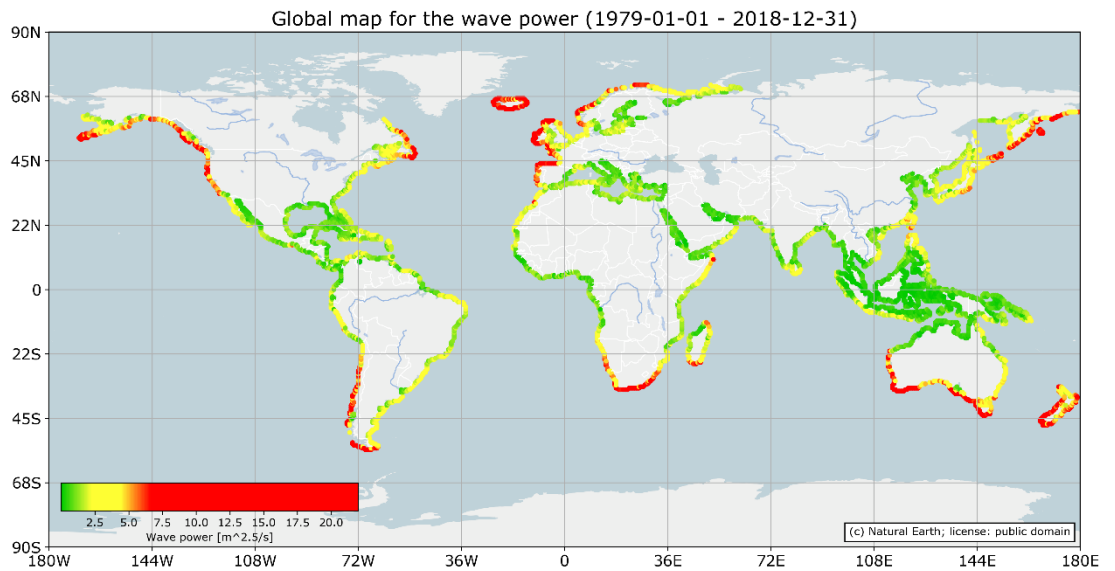 Global map for the wave power (1979-01-01 - 2018-12-31)
90N
68N
45N
22N
0
22S
45S
68S
90S
2.5 5.0 7.5 10.0 12.5 15.0 17.5 20.0
Wave power [m^2.5/s]
(c) Natural Earth; license: public domain
180W 144W 108W 72W 36W 0 36E 72E 108E 144E 180E